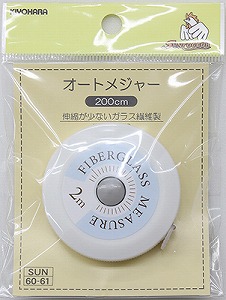 KIYOHARA
オートメジャー
200cm
伸縮が少ないガラス繊維製
FIBERGLASS
2m
MEASURE
SUN
60-61